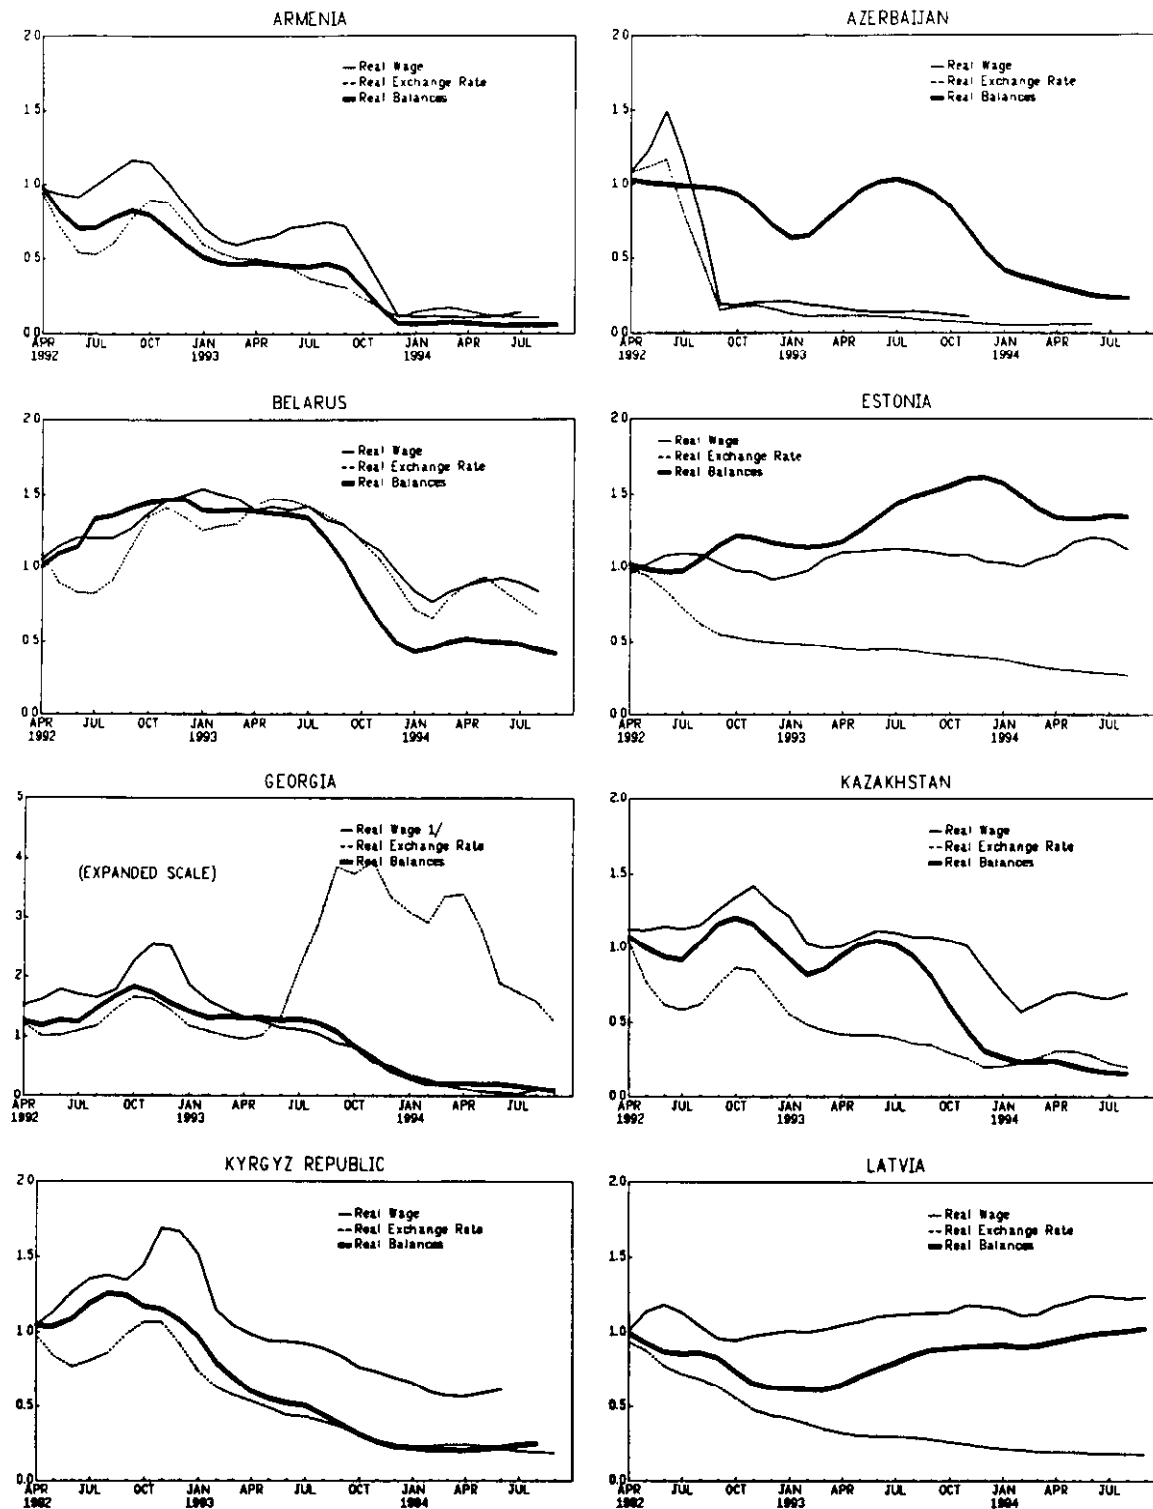 ARMENIA
2.0
1.5
1.0
0.5
0.0
Real Wage
Real Exchange Rate
Real Balances
APR JUL OCT JAN APR JUL OCT JAN APR JUL
1992 1993 1994
AZERBAIJAN
2.0
1.5
1.0
0.5
0.0
Real Wage
Real Exchange Rate
Real Balances
APR JUL OCT JAN APR JUL OCT JAN APR JUL
1992 1993 1994
BELARUS
2.0
1.5
1.0
0.5
0.0
Real Wage
Real Exchange Rate
Real Balances
APR JUL OCT JAN APR JUL OCT JAN APR JUL
1992 1993 1994
ESTONIA
2.0
1.5
1.0
0.5
0.0
Real Wage
Real Exchange Rate
Real Balances
APR JUL OCT JAN APR JUL OCT JAN APR JUL
1992 1993 1994
GEORGIA
5
4
3
2
1
0
Real Wage 1/
Real Exchange Rate
Real Balances
(EXPANDED SCALE)
APR JUL OCT JAN APR JUL OCT JAN APR JUL
1992 1993 1994
KAZAKHSTAN
2.0
1.5
1.0
0.5
0.0
Real Wage
Real Exchange Rate
Real Balances
APR JUL OCT JAN APR JUL OCT JAN APR JUL
1992 1993 1994
KYRGYZ REPUBLIC
2.0
1.5
1.0
0.5
0.0
Real Wage
Real Exchange Rate
Real Balances
APR JUL OCT JAN APR JUL OCT JAN APR JUL
1992 1993 1994
LATVIA
2.0
1.5
1.0
0.5
0.0
Real Wage
Real Exchange Rate
Real Balances
APR JUL OCT JAN APR JUL OCT JAN APR JUL
1992 1993 1994